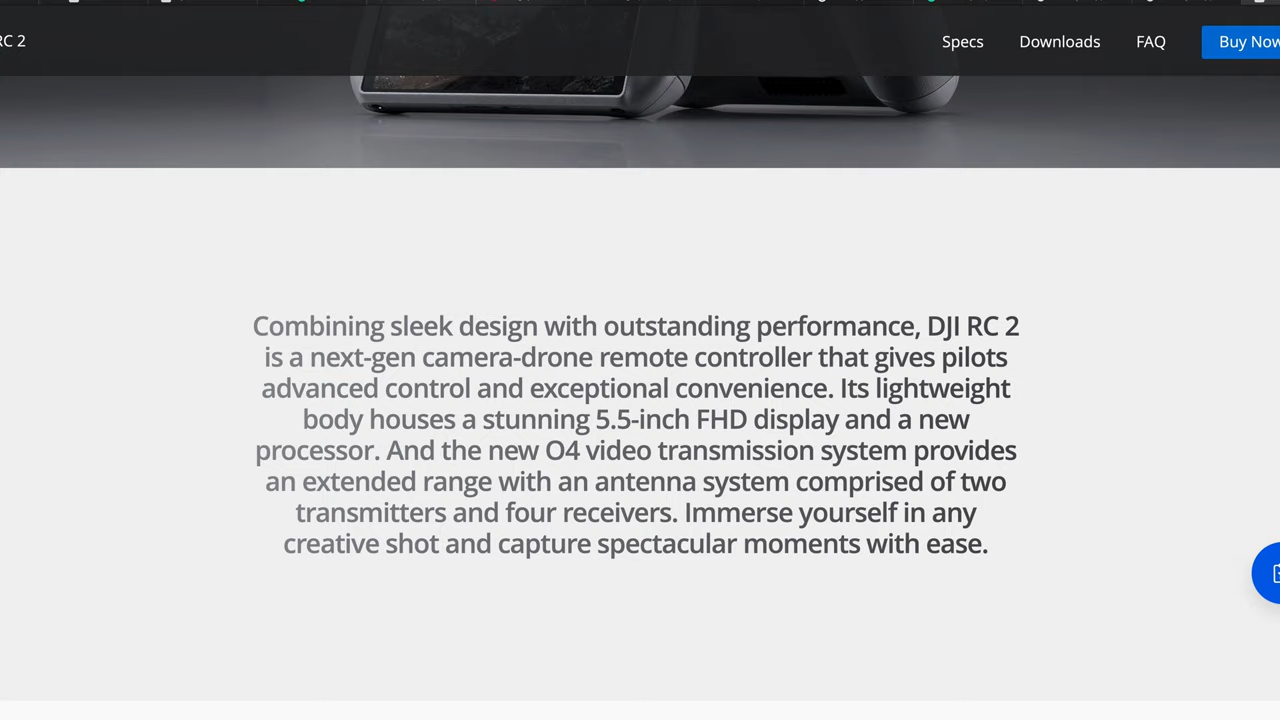 RC 2
Specs
Downloads
FAQ
Buy Now
Combining sleek design with outstanding performance, DJI RC 2
is a next-gen camera-drone remote controller that gives pilots
advanced control and exceptional convenience. Its lightweight
body houses a stunning 5.5-inch FHD display and a new
processor. And the new O4 video transmission system provides
an extended range with an antenna system comprised of two
transmitters and four receivers. Immerse yourself in any
creative shot and capture spectacular moments with ease.